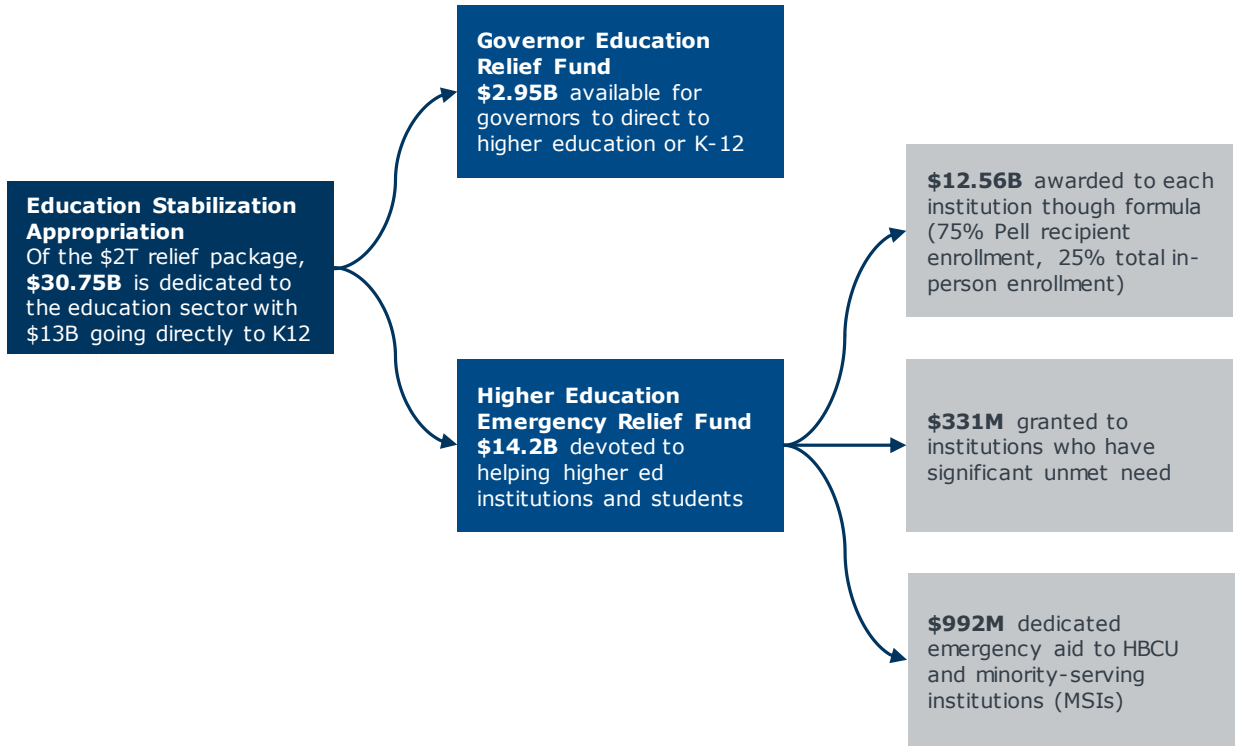 Governor Education
Relief Fund
$2.95B available for
governors to direct to
higher education or K-12
Education Stabilization
Appropriation
Of the $2T relief package,
$30.75B is dedicated to
the education sector with
$13B going directly to K12
Higher Education
Emergency Relief Fund
$14.2B devoted to
helping higher ed
institutions and students
$12.56B awarded to each
institution though formula
(75% Pell recipient
enrollment, 25% total in-
person enrollment)
$331M granted to
institutions who have
significant unmet need
$992M dedicated
emergency aid to HBCU
and minority-serving
institutions (MSIs)